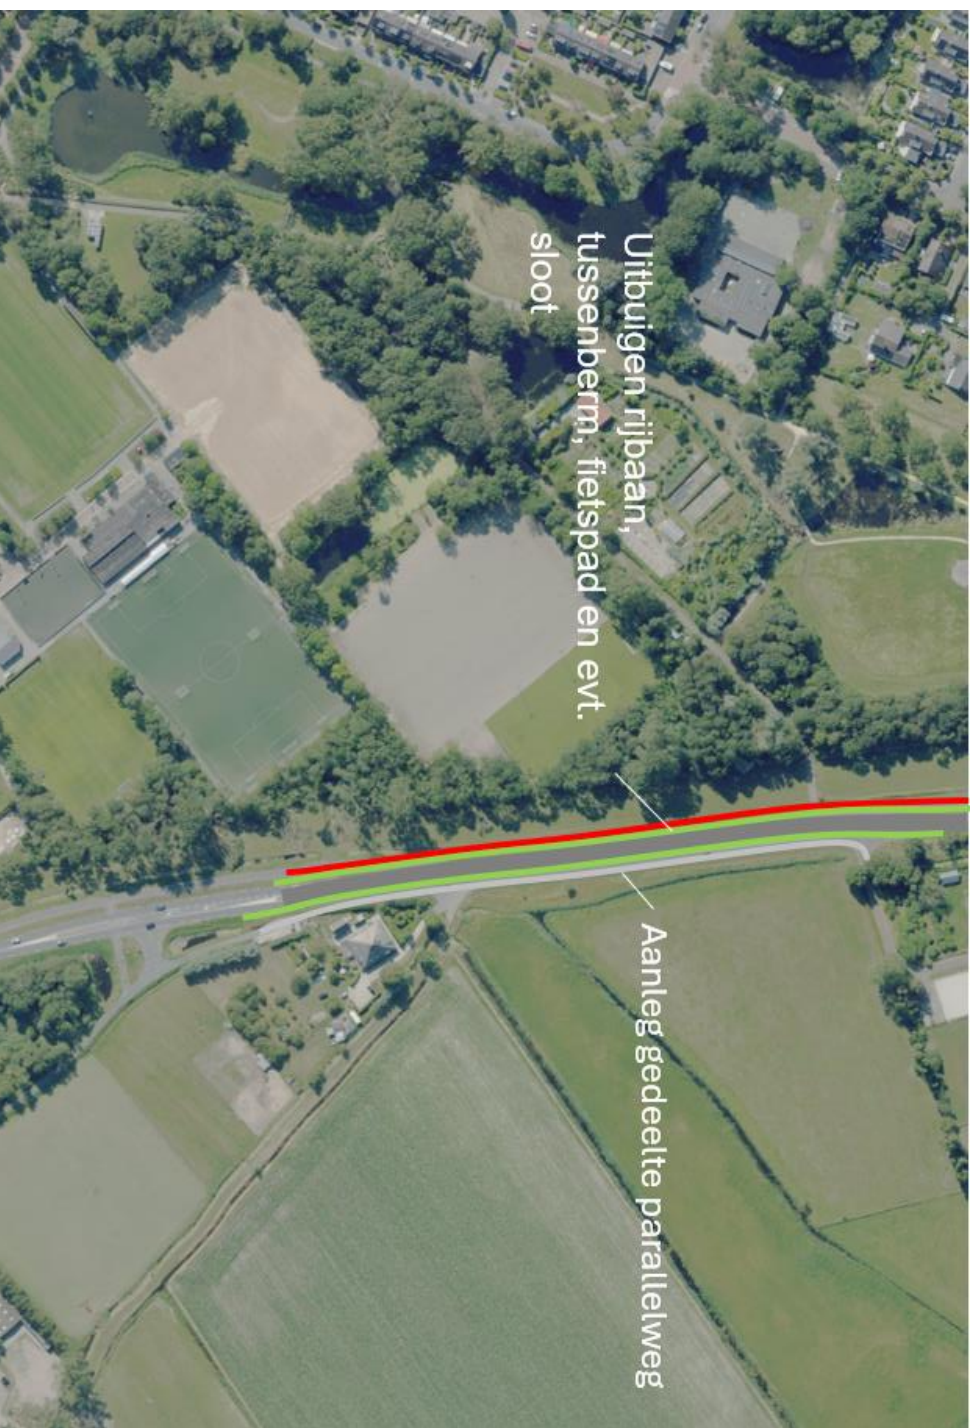 Uitbuigen rijbaan,
tussenberm, fietspad en evt.
sloot
Aanleg gedeelte parallelweg